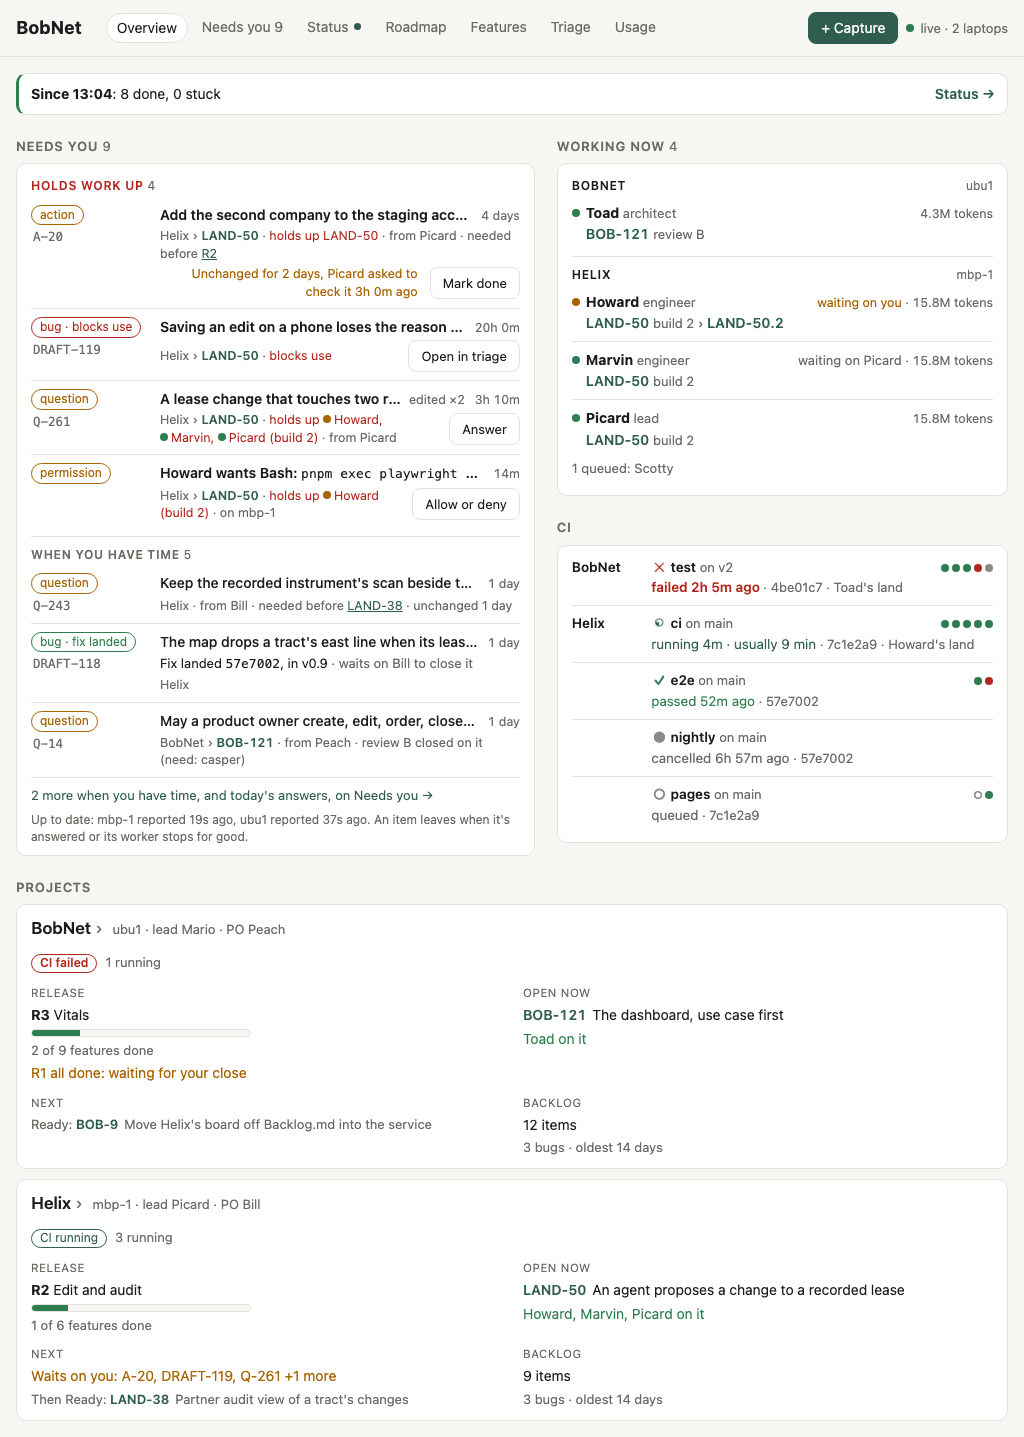 BobNet Overview Needs you 9 Status Roadmap Features Triage Usage + Capture live · 2 laptops
Since 13:04: 8 done, 0 stuck Status →
NEEDS YOU 9
HOLDS WORK UP 4
action Add the second company to the staging acc... 4 days
A-20 Helix › LAND-50 · holds up LAND-50 · from Picard · needed
before R2
Unchanged for 2 days, Picard asked to
check it 3h 0m ago Mark done
bug · blocks use Saving an edit on a phone loses the reason ... 20h 0m
DRAFT-119 Helix › LAND-50 · blocks use Open in triage
question A lease change that touches two r... edited ×2 3h 10m
Q-261 Helix › LAND-50 · holds up Howard,
Marvin, Picard (build 2) · from Picard Answer
permission Howard wants Bash: pnpm exec playwright ... 14m
Helix › LAND-50 · holds up Howard
(build 2) · on mbp-1 Allow or deny
WHEN YOU HAVE TIME 5
question Keep the recorded instrument's scan beside t... 1 day
Q-243 Helix · from Bill · needed before LAND-38 · unchanged 1 day
bug · fix landed The map drops a tract's east line when its leas... 1 day
DRAFT-118 Fix landed 57e7002, in v0.9 · waits on Bill to close it
Helix
question May a product owner create, edit, order, close... 1 day
Q-14 BobNet › BOB-121 · from Peach · review B closed on it
(need: casper)
2 more when you have time, and today's answers, on Needs you →
Up to date: mbp-1 reported 19s ago, ubu1 reported 37s ago. An item leaves when it's
answered or its worker stops for good.
WORKING NOW 4
BOBNET ubu1
Toad architect 4.3M tokens
BOB-121 review B
HELIX mbp-1
Howard engineer waiting on you · 15.8M tokens
LAND-50 build 2 › LAND-50.2
Marvin engineer waiting on Picard · 15.8M tokens
LAND-50 build 2
Picard lead 15.8M tokens
LAND-50 build 2
1 queued: Scotty
CI
BobNet test on v2
failed 2h 5m ago · 4be01c7 · Toad's land
Helix ci on main
running 4m · usually 9 min · 7c1e2a9 · Howard's land
e2e on main
passed 52m ago · 57e7002
nightly on main
cancelled 6h 57m ago · 57e7002
pages on main
queued · 7c1e2a9
PROJECTS
BobNet › ubu1 · lead Mario · PO Peach
CI failed 1 running
RELEASE
R3 Vitals
2 of 9 features done
R1 all done: waiting for your close
OPEN NOW
BOB-121 The dashboard, use case first
Toad on it
NEXT
Ready: BOB-9 Move Helix's board off Backlog.md into the service
BACKLOG
12 items
3 bugs · oldest 14 days
Helix › mbp-1 · lead Picard · PO Bill
CI running 3 running
RELEASE
R2 Edit and audit
1 of 6 features done
OPEN NOW
LAND-50 An agent proposes a change to a recorded lease
Howard, Marvin, Picard on it
NEXT
Waits on you: A-20, DRAFT-119, Q-261 +1 more
Then Ready: LAND-38 Partner audit view of a tract's changes
BACKLOG
9 items
3 bugs · oldest 14 days